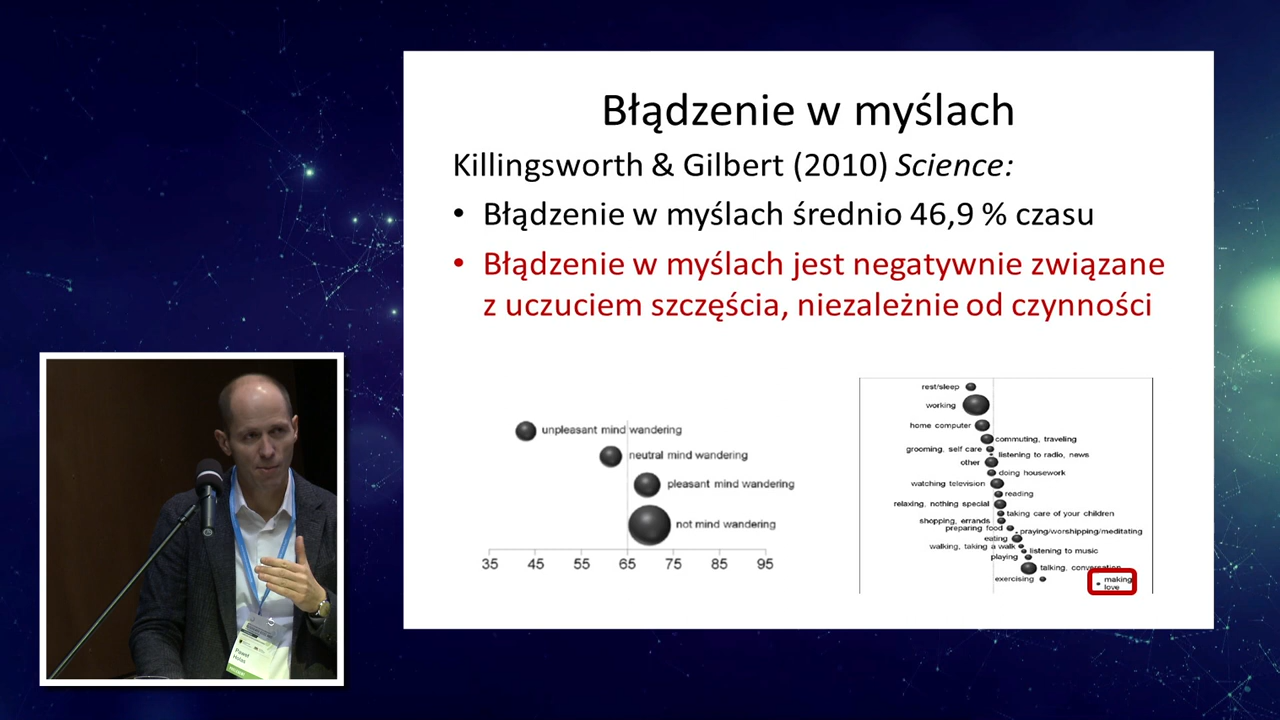 Błądzenie w myślach
Killingsworth & Gilbert (2010) Science:
• Błądzenie w myślach średnio 46,9 % czasu
• Błądzenie w myślach jest negatywnie związane
z uczuciem szczęścia, niezależnie od czynności
unpleasant mind wandering
neutral mind wandering
pleasant mind wandering
not mind wandering
35 45 55 65 75 85 95
rest/sleep
working
home computer
commuting, traveling
grooming, self care
listening to radio, news
other
doing housework
watching television
reading
relaxing, nothing special
taking care of your children
shopping, errands
preparing food
praying/worshipping/meditating
eating
walking, taking a walk
listening to music
playing
talking, conversation
exercising
making
love
Paweł
Holas